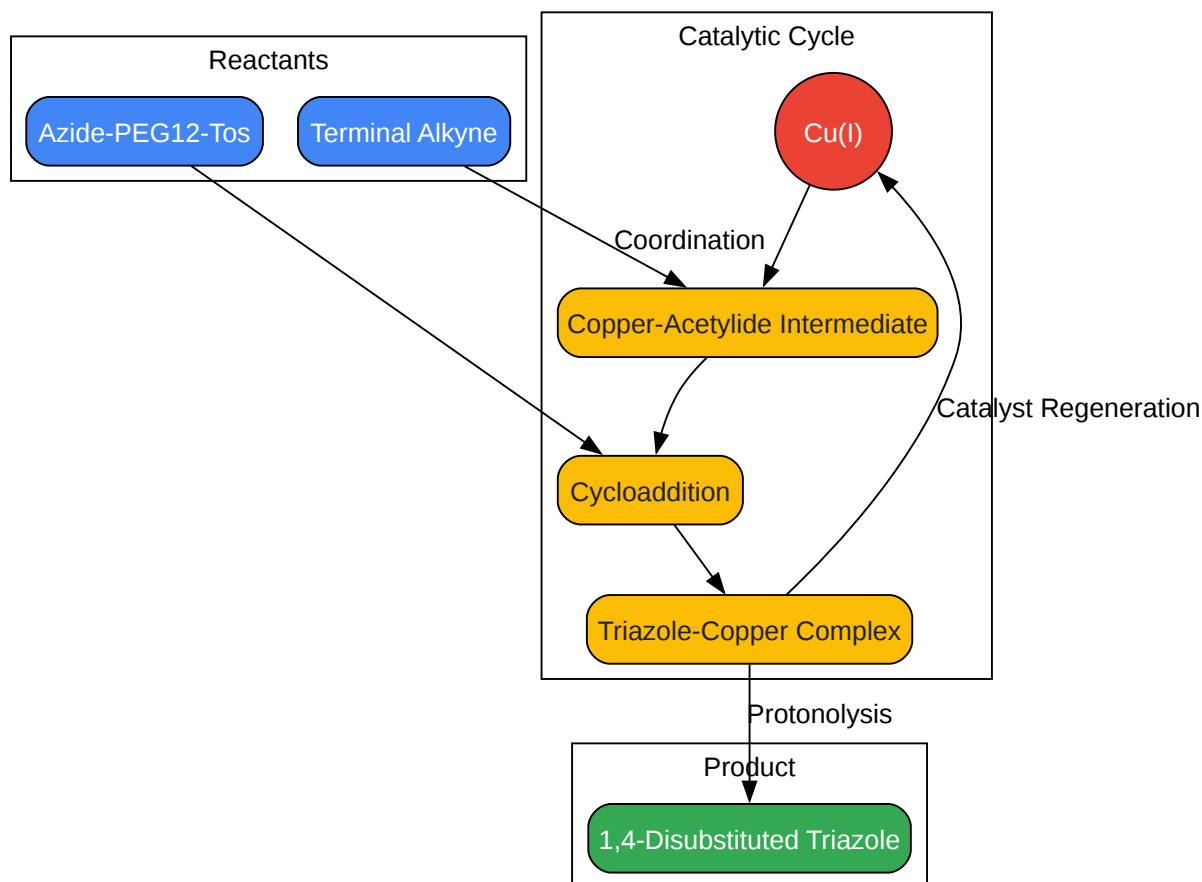 Catalytic Cycle
Reactants
Azide-PEG12-Tos
Terminal Alkyne
Cu(I)
Coordination
Copper-Acetylide Intermediate
Catalyst Regeneration
Cycloaddition
Triazole-Copper Complex
Protonolysis
Product
1,4-Disubstituted Triazole